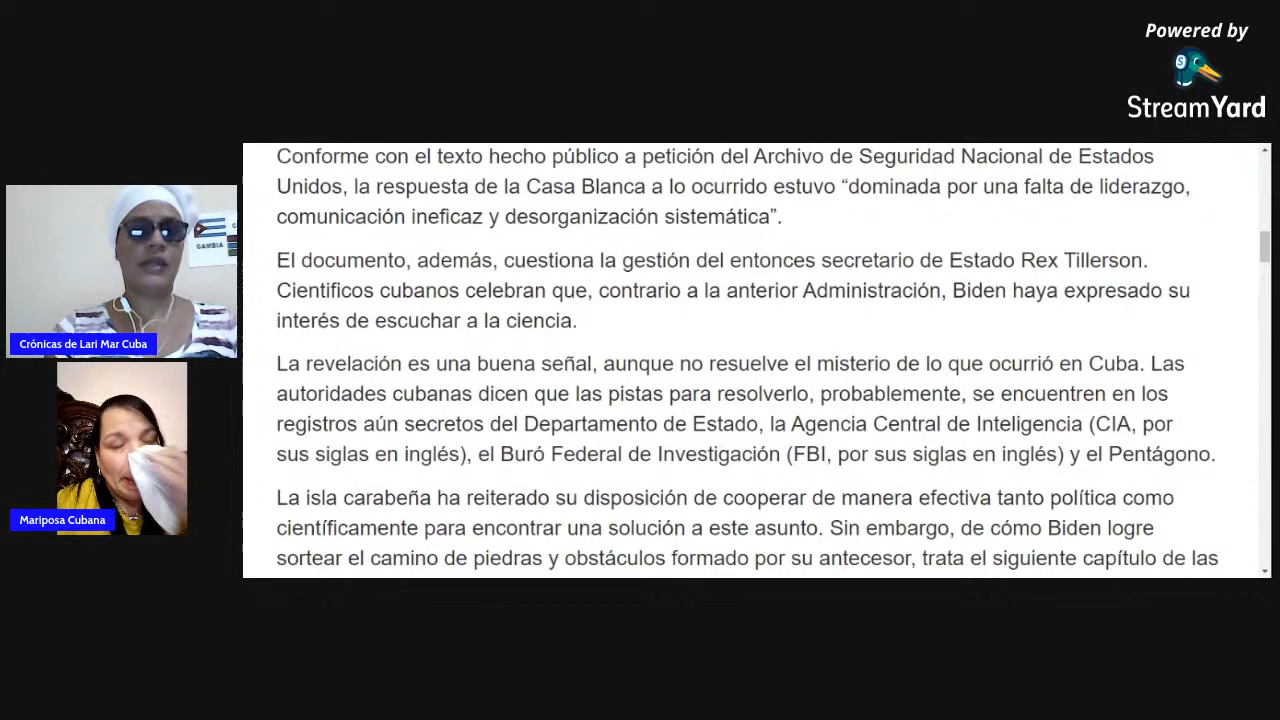 Powered by
StreamYard
Conforme con el texto hecho público a petición del Archivo de Seguridad Nacional de Estados
Unidos, la respuesta de la Casa Blanca a lo ocurrido estuvo “dominada por una falta de liderazgo,
comunicación ineficaz y desorganización sistemática”.
El documento, además, cuestiona la gestión del entonces secretario de Estado Rex Tillerson.
Cientificos cubanos celebran que, contrario a la anterior Administración, Biden haya expresado su
interés de escuchar a la ciencia.
La revelación es una buena señal, aunque no resuelve el misterio de lo que ocurrió en Cuba. Las
autoridades cubanas dicen que las pistas para resolverlo, probablemente, se encuentren en los
registros aún secretos del Departamento de Estado, la Agencia Central de Inteligencia (CIA, por
sus siglas en inglés), el Buró Federal de Investigación (FBI, por sus siglas en inglés) y el Pentágono.
La isla carabeña ha reiterado su disposición de cooperar de manera efectiva tanto política como
científicamente para encontrar una solución a este asunto. Sin embargo, de cómo Biden logre
sortear el camino de piedras y obstáculos formado por su antecesor, trata el siguiente capítulo de las
GAMBIA
Crónicas de Lari Mar Cuba
Mariposa Cubana